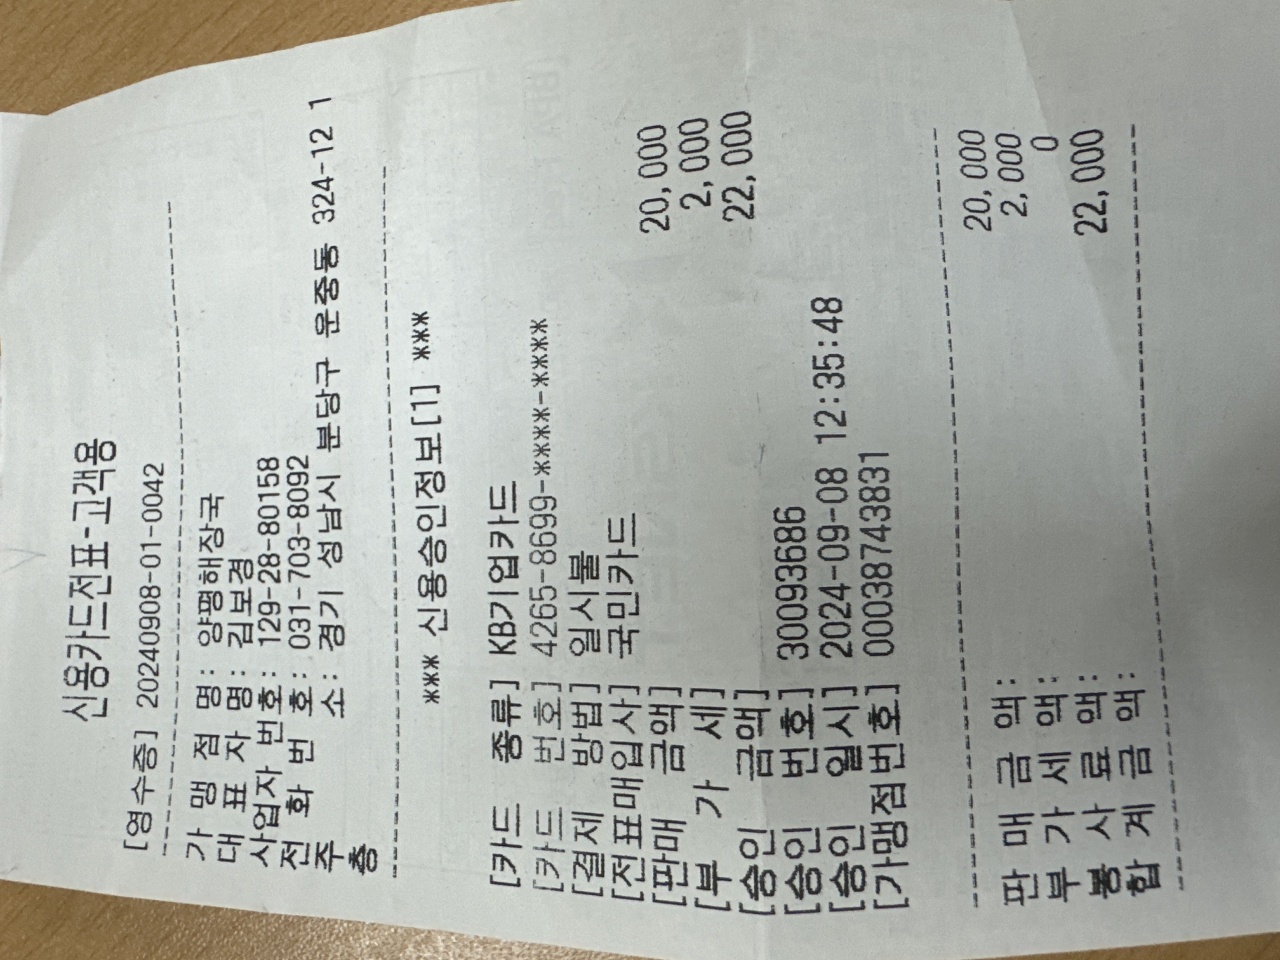 신용카드전표-고객용
[영수증] 20240908-01-0042
가 맹 점 명: 양평해장국
대 표 자 명: 김보경
사업자 번호: 129-28-80158
전 화 번 호: 031-703-8092
주 소: 경기 성남시 분당구 운중동 324-12 1
층
*** 신용승인정보[1] ***
[카드 종류] KB기업카드
[카드 번호] 4265-8699-****-****
[결제 방법] 일시불
[전표매입사] 국민카드
[판매 금액] 20,000
[부 가 세] 2,000
[승인 금액] 22,000
[승인 번호] 30093686
[승인 일시] 2024-09-08 12:35:48
[가맹점번호] 00038743831
판 매 금 액: 20,000
부 가 세 액: 2,000
봉 사 료 액: 0
합 계 금 액: 22,000